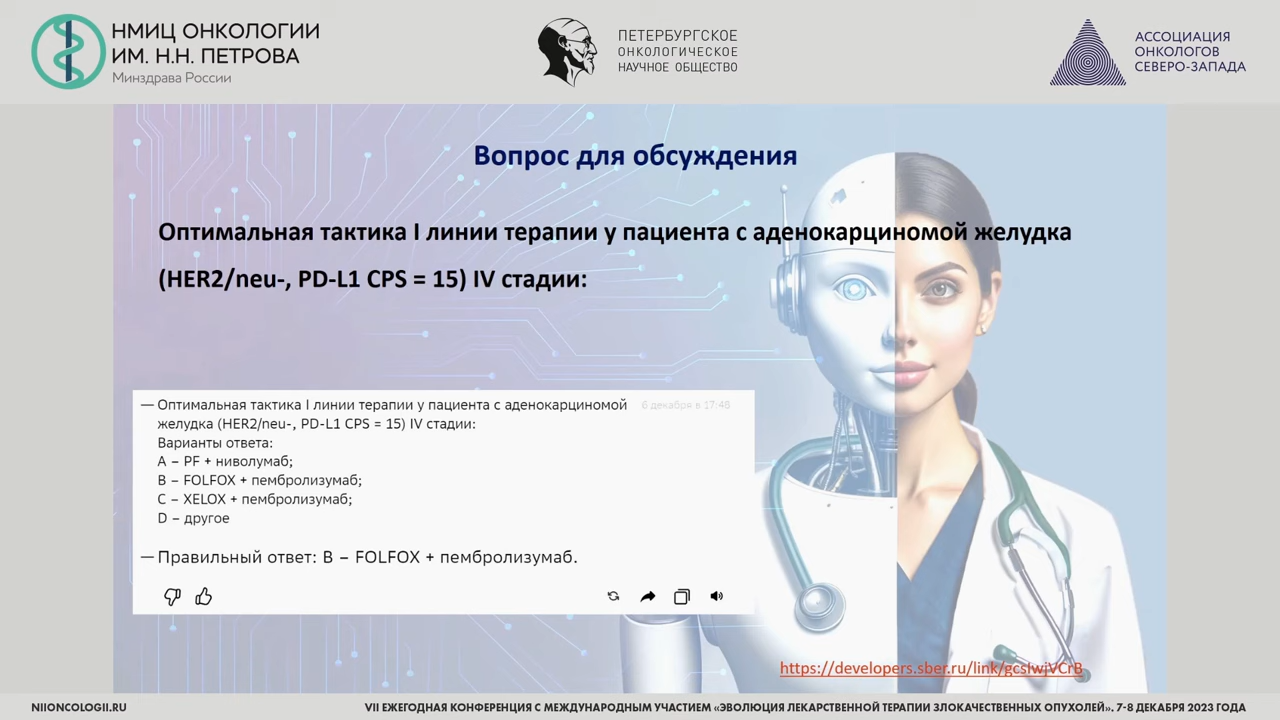 НМИЦ ОНКОЛОГИИ
ИМ. Н.Н. ПЕТРОВА
Минздрава России
ПЕТЕРБУРГСКОЕ
ОНКОЛОГИЧЕСКОЕ
НАУЧНОЕ ОБЩЕСТВО
АССОЦИАЦИЯ
ОНКОЛОГОВ
СЕВЕРО-ЗАПАДА
Вопрос для обсуждения
Оптимальная тактика I линии терапии у пациента с аденокарциномой желудка
(HER2/neu-, PD-L1 CPS = 15) IV стадии:
— Оптимальная тактика I линии терапии у пациента с аденокарциномой 6 декабря в 17:48
желудка (HER2/neu-, PD-L1 CPS = 15) IV стадии:
Варианты ответа:
A – PF + ниволумаб;
B – FOLFOX + пембролизумаб;
C – XELOX + пембролизумаб;
D – другое
— Правильный ответ: B – FOLFOX + пембролизумаб.
https://developers.sber.ru/link/gcsIwjVCrB
NIIONCOLOGII.RU
VII ЕЖЕГОДНАЯ КОНФЕРЕНЦИЯ С МЕЖДУНАРОДНЫМ УЧАСТИЕМ «ЭВОЛЮЦИЯ ЛЕКАРСТВЕННОЙ ТЕРАПИИ ЗЛОКАЧЕСТВЕННЫХ ОПУХОЛЕЙ». 7-8 ДЕКАБРЯ 2023 ГОДА